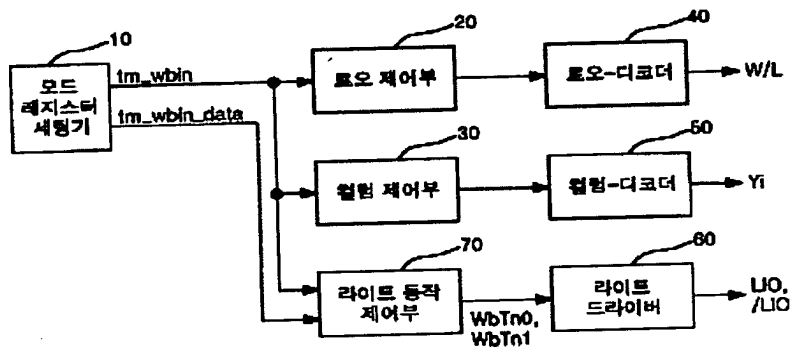 10
모드
레지스터
세팅기
tm_wbin
tm_wbin_data
20
로오 제어부
40
로오-디코더
W/L
30
컬럼 제어부
50
컬럼-디코더
Yi
70
라이트 동작
제어부
WbTn0,
WbTn1
60
라이트
드라이버
LIO,
/LIO